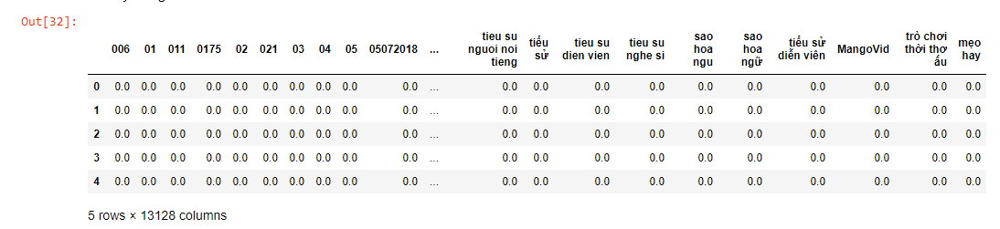 Out[32]:
006 01 011 0175 02 021 03 04 05 05072018 ... tieu su nguoi noi tieng tiểu sử tieu su dien vien tieu su nghe si sao hoa ngu sao hoa ngữ tiểu sử diễn viên MangoVid trò chơi thời thơ ấu mẹo hay
0 0.0 0.0 0.0 0.0 0.0 0.0 0.0 0.0 0.0 0.0 ... 0.0 0.0 0.0 0.0 0.0 0.0 0.0 0.0 0.0 0.0
1 0.0 0.0 0.0 0.0 0.0 0.0 0.0 0.0 0.0 0.0 ... 0.0 0.0 0.0 0.0 0.0 0.0 0.0 0.0 0.0 0.0
2 0.0 0.0 0.0 0.0 0.0 0.0 0.0 0.0 0.0 0.0 ... 0.0 0.0 0.0 0.0 0.0 0.0 0.0 0.0 0.0 0.0
3 0.0 0.0 0.0 0.0 0.0 0.0 0.0 0.0 0.0 0.0 ... 0.0 0.0 0.0 0.0 0.0 0.0 0.0 0.0 0.0 0.0
4 0.0 0.0 0.0 0.0 0.0 0.0 0.0 0.0 0.0 0.0 ... 0.0 0.0 0.0 0.0 0.0 0.0 0.0 0.0 0.0 0.0
5 rows × 13128 columns